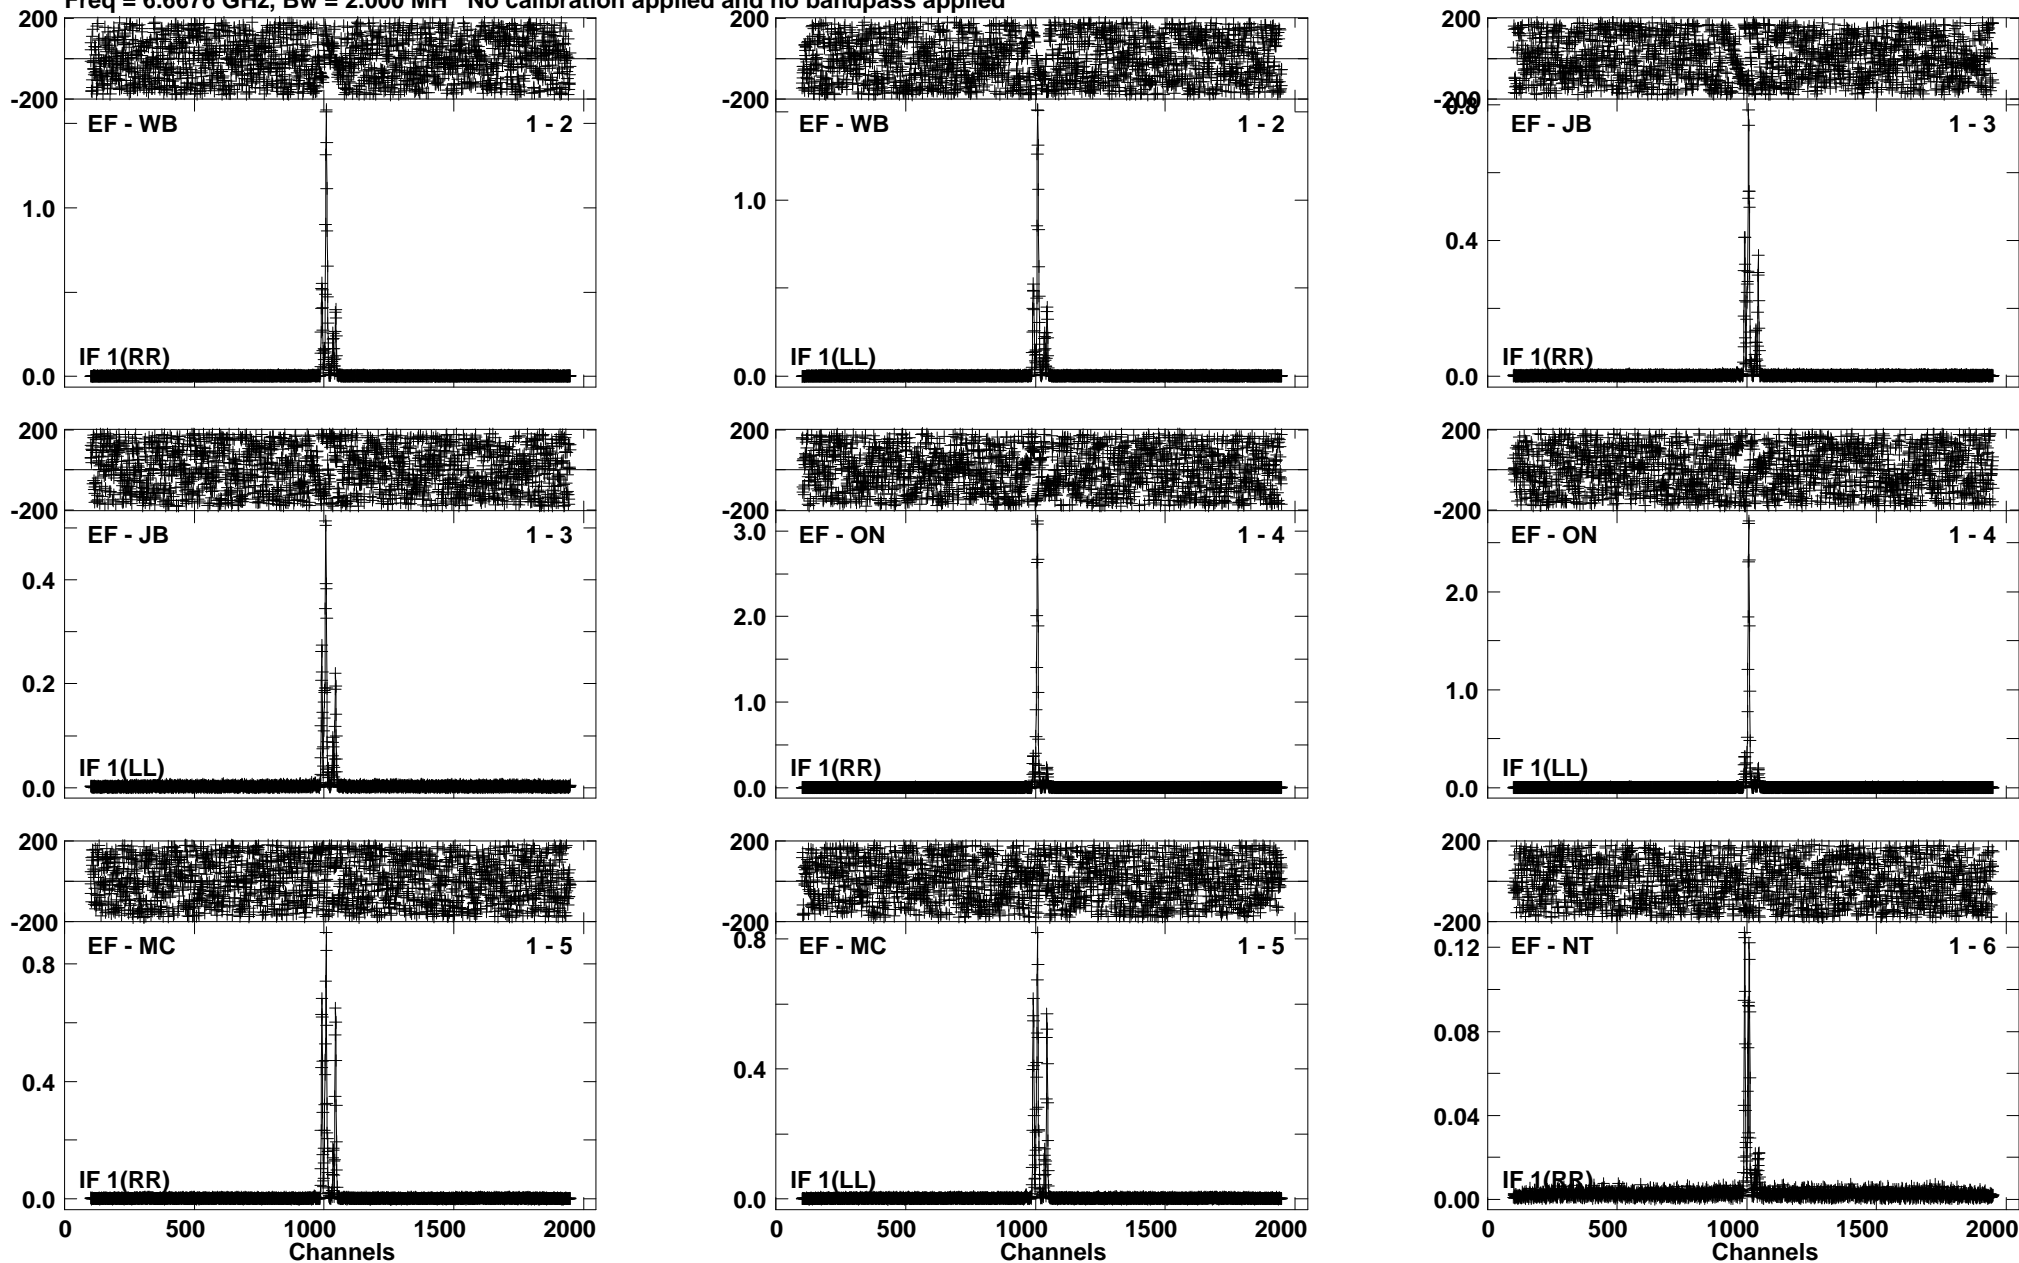 Freq = 6.6676 GHz, Bw = 2.000 MH No calibration applied and no bandpass applied
200
-200
EF - WB 1 - 2
1.0
IF 1(RR)
0.0
200
-200
EF - WB 1 - 2
1.0
IF 1(LL)
0.0
200
-200
0.8
EF - JB 1 - 3
0.4
IF 1(RR)
0.0
200
-200
EF - JB 1 - 3
0.4
0.2
IF 1(LL)
0.0
200
-200
3.0
EF - ON 1 - 4
2.0
1.0
IF 1(RR)
0.0
200
-200
EF - ON 1 - 4
2.0
1.0
IF 1(LL)
0.0
200
-200
EF - MC 1 - 5
0.8
0.4
IF 1(RR)
0.0
0 500 1000 1500 2000
Channels
200
-200
0.8
EF - MC 1 - 5
0.4
IF 1(LL)
0.0
0 500 1000 1500 2000
200
-200
EF - NT 1 - 6
0.12
0.08
0.04
IF 1(RR)
0.00
0 500 1000 1500 2000
Channels